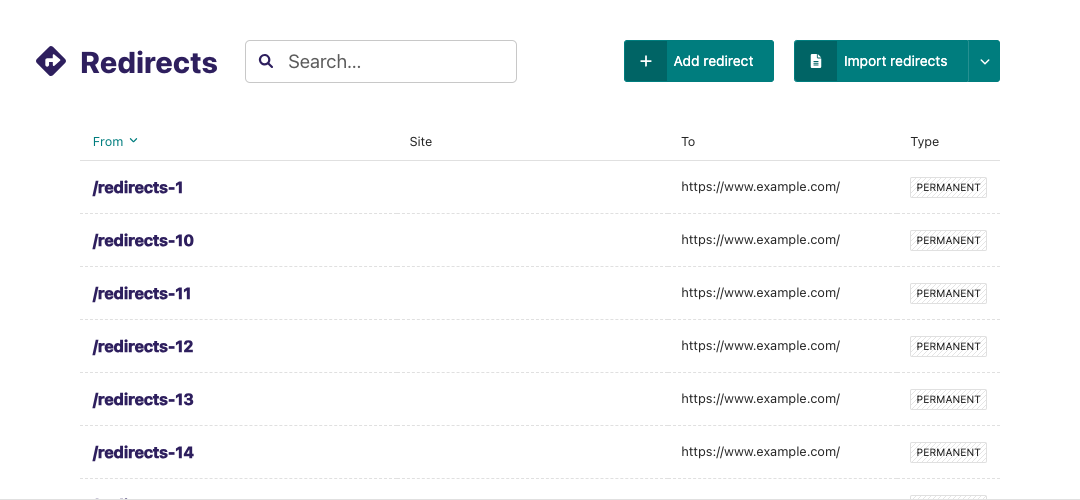 Redirects
Search...
Add redirect
Import redirects
From Site To Type
/redirects-1 https://www.example.com/ PERMANENT
/redirects-10 https://www.example.com/ PERMANENT
/redirects-11 https://www.example.com/ PERMANENT
/redirects-12 https://www.example.com/ PERMANENT
/redirects-13 https://www.example.com/ PERMANENT
/redirects-14 https://www.example.com/ PERMANENT